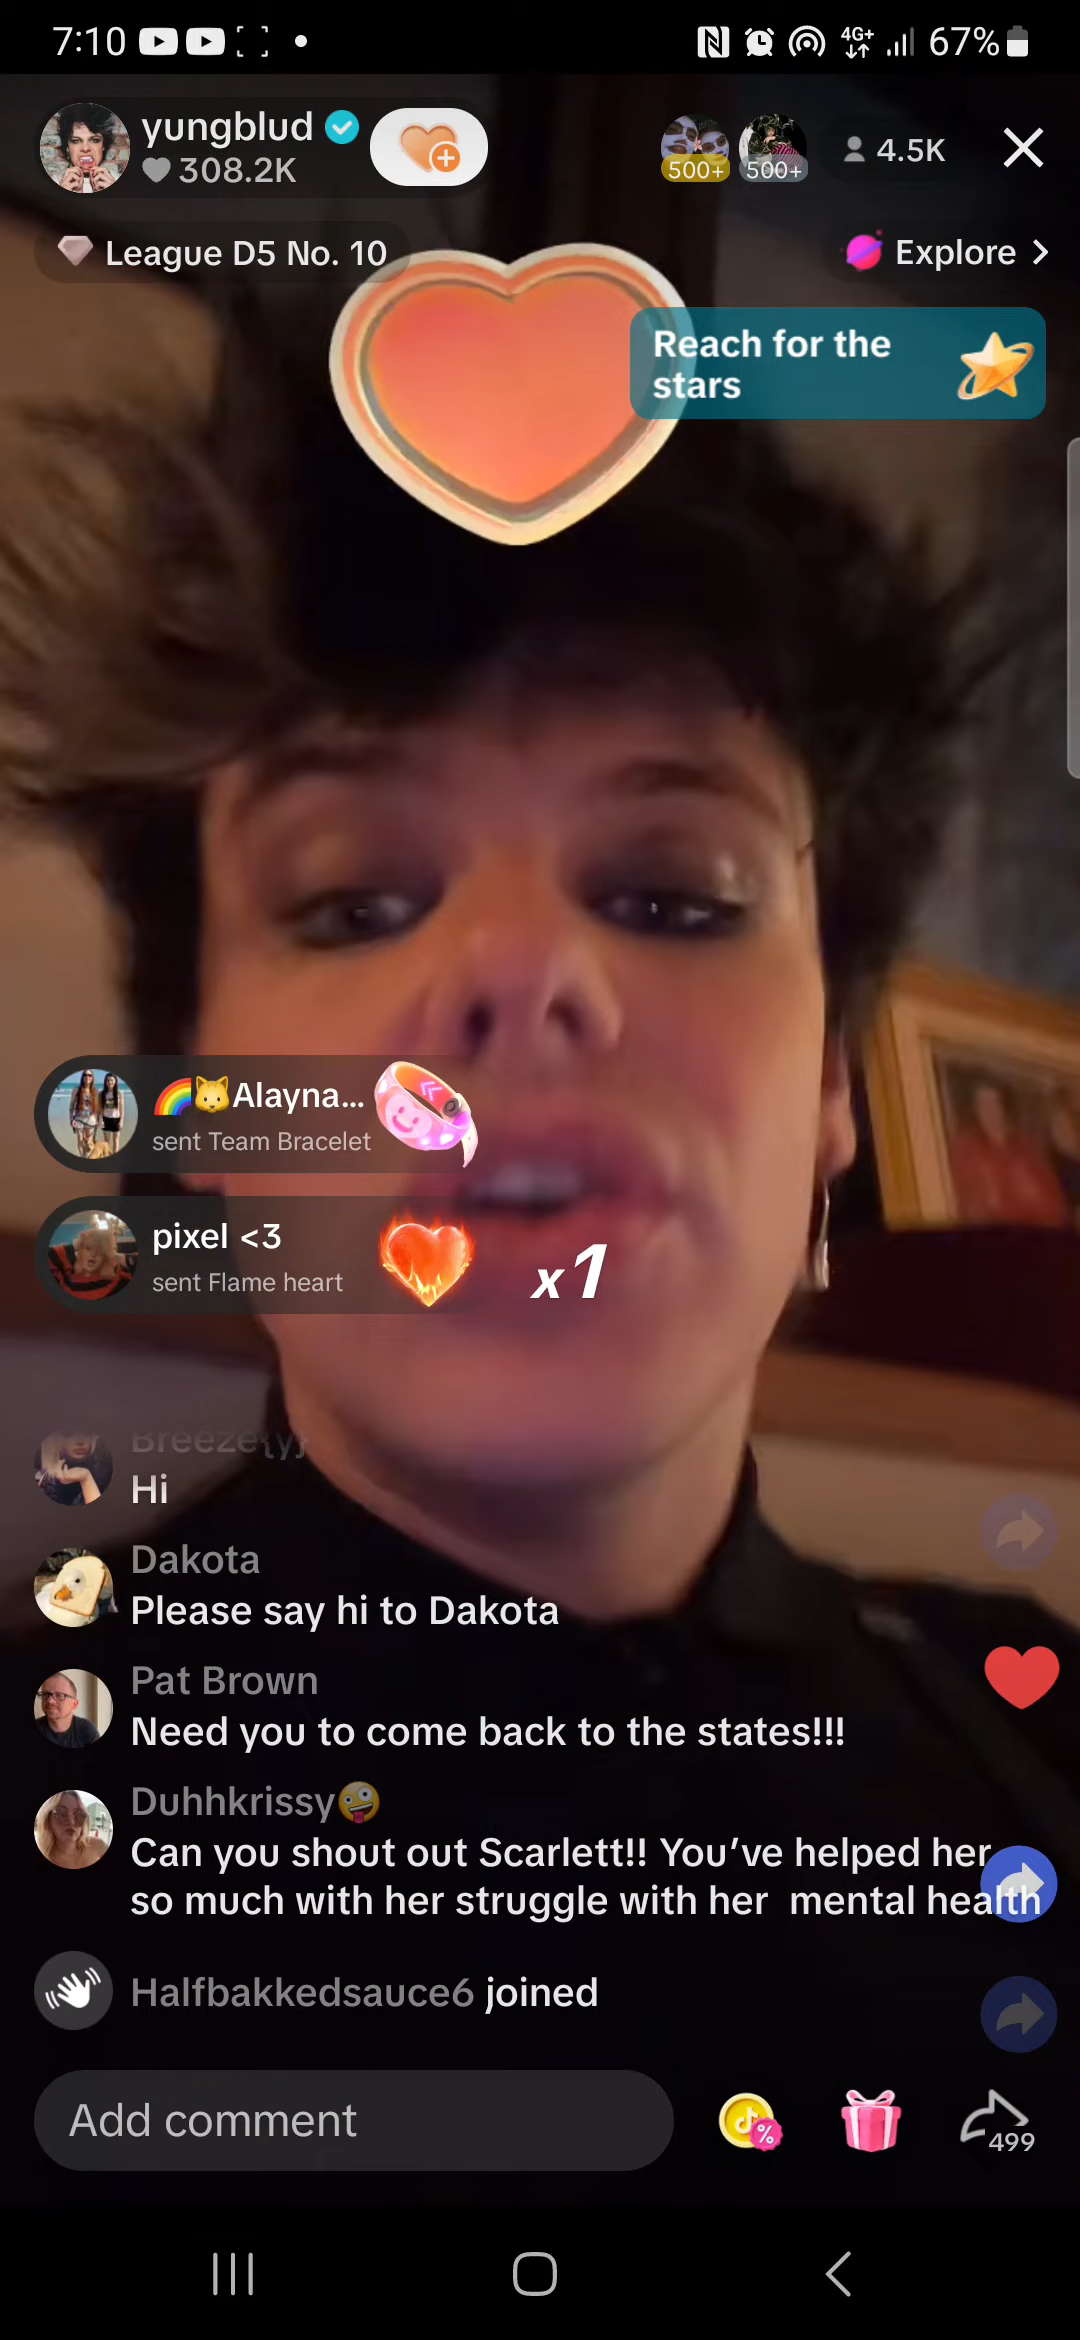 7:10
4G+
67%
yungblud
308.2K
500+
500+
4.5K
League D5 No. 10
Explore
Reach for the
stars
Alayna...
sent Team Bracelet
pixel <3
sent Flame heart
x1
Breeze{y}
Hi
Dakota
Please say hi to Dakota
Pat Brown
Need you to come back to the states!!!
Duhhkrissy🤪
Can you shout out Scarlett!! You’ve helped her
so much with her struggle with her  mental health
Halfbakkedsauce6 joined
Add comment
%
499